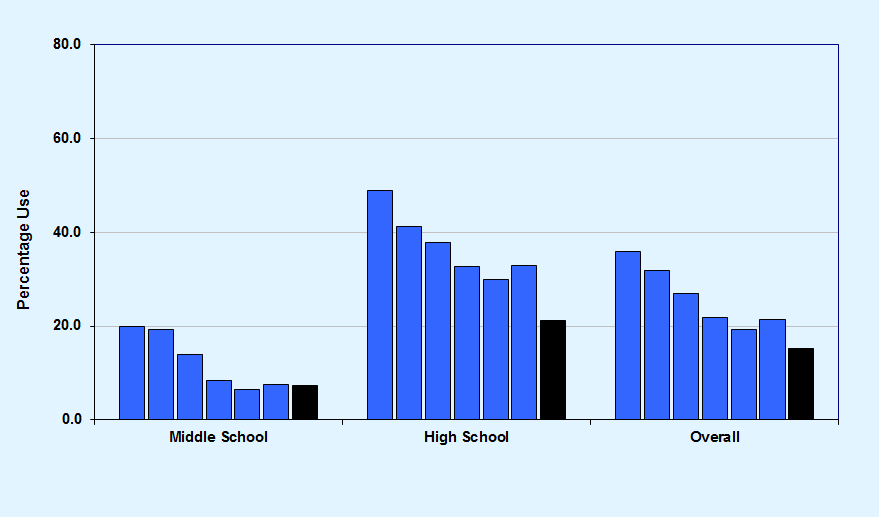 80.0
60.0
40.0
20.0
0.0
Percentage Use
Middle School
High School
Overall